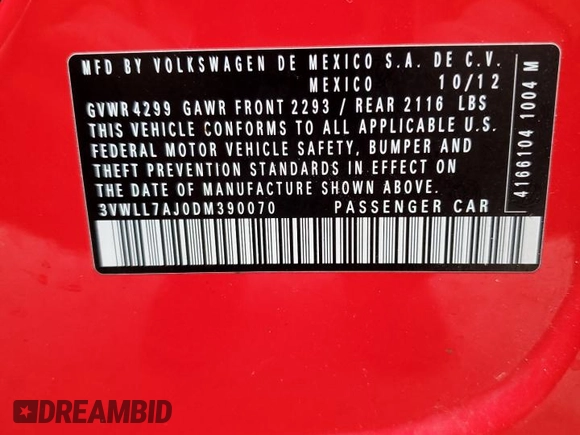 MFD BY VOLKSWAGEN DE MEXICO S.A. DE C.V.
MEXICO 10/12
GVWR 4299 GAWR FRONT 2293 / REAR 2116 LBS
THIS VEHICLE CONFORMS TO ALL APPLICABLE U.S.
FEDERAL MOTOR VEHICLE SAFETY, BUMPER AND
THEFT PREVENTION STANDARDS IN EFFECT ON
THE DATE OF MANUFACTURE SHOWN ABOVE.
3VWLL7AJ0DM390070 PASSENGER CAR
4166104 1004 M
DREAMBID